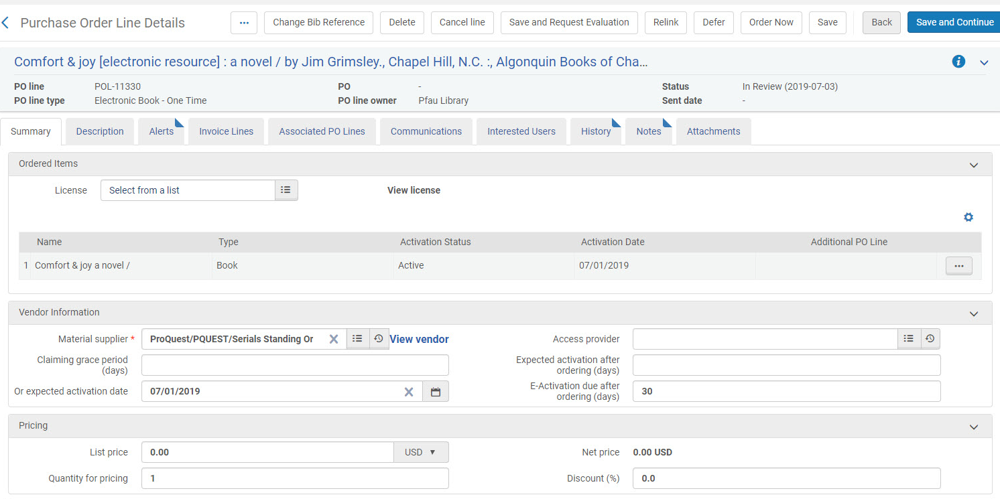 Purchase Order Line Details ... Change Bib Reference Delete Cancel line Save and Request Evaluation Relink Defer Order Now Save Back Save and Continue
Comfort & joy [electronic resource] : a novel / by Jim Grimsley., Chapel Hill, N.C. :, Algonquin Books of Cha...
PO line POL-11330 PO - Status In Review (2019-07-03)
PO line type Electronic Book - One Time PO line owner Pfau Library Sent date -
Summary Description Alerts Invoice Lines Associated PO Lines Communications Interested Users History Notes Attachments
Ordered Items
License Select from a list View license
Name Type Activation Status Activation Date Additional PO Line
1 Comfort & joy a novel / Book Active 07/01/2019 ...
Vendor Information
Material supplier * ProQuest/PQUEST/Serials Standing Or View vendor Access provider
Claiming grace period (days) Expected activation after ordering (days)
Or expected activation date 07/01/2019 E-Activation due after ordering (days) 30
Pricing
List price 0.00 USD Net price 0.00 USD
Quantity for pricing 1 Discount (%) 0.0